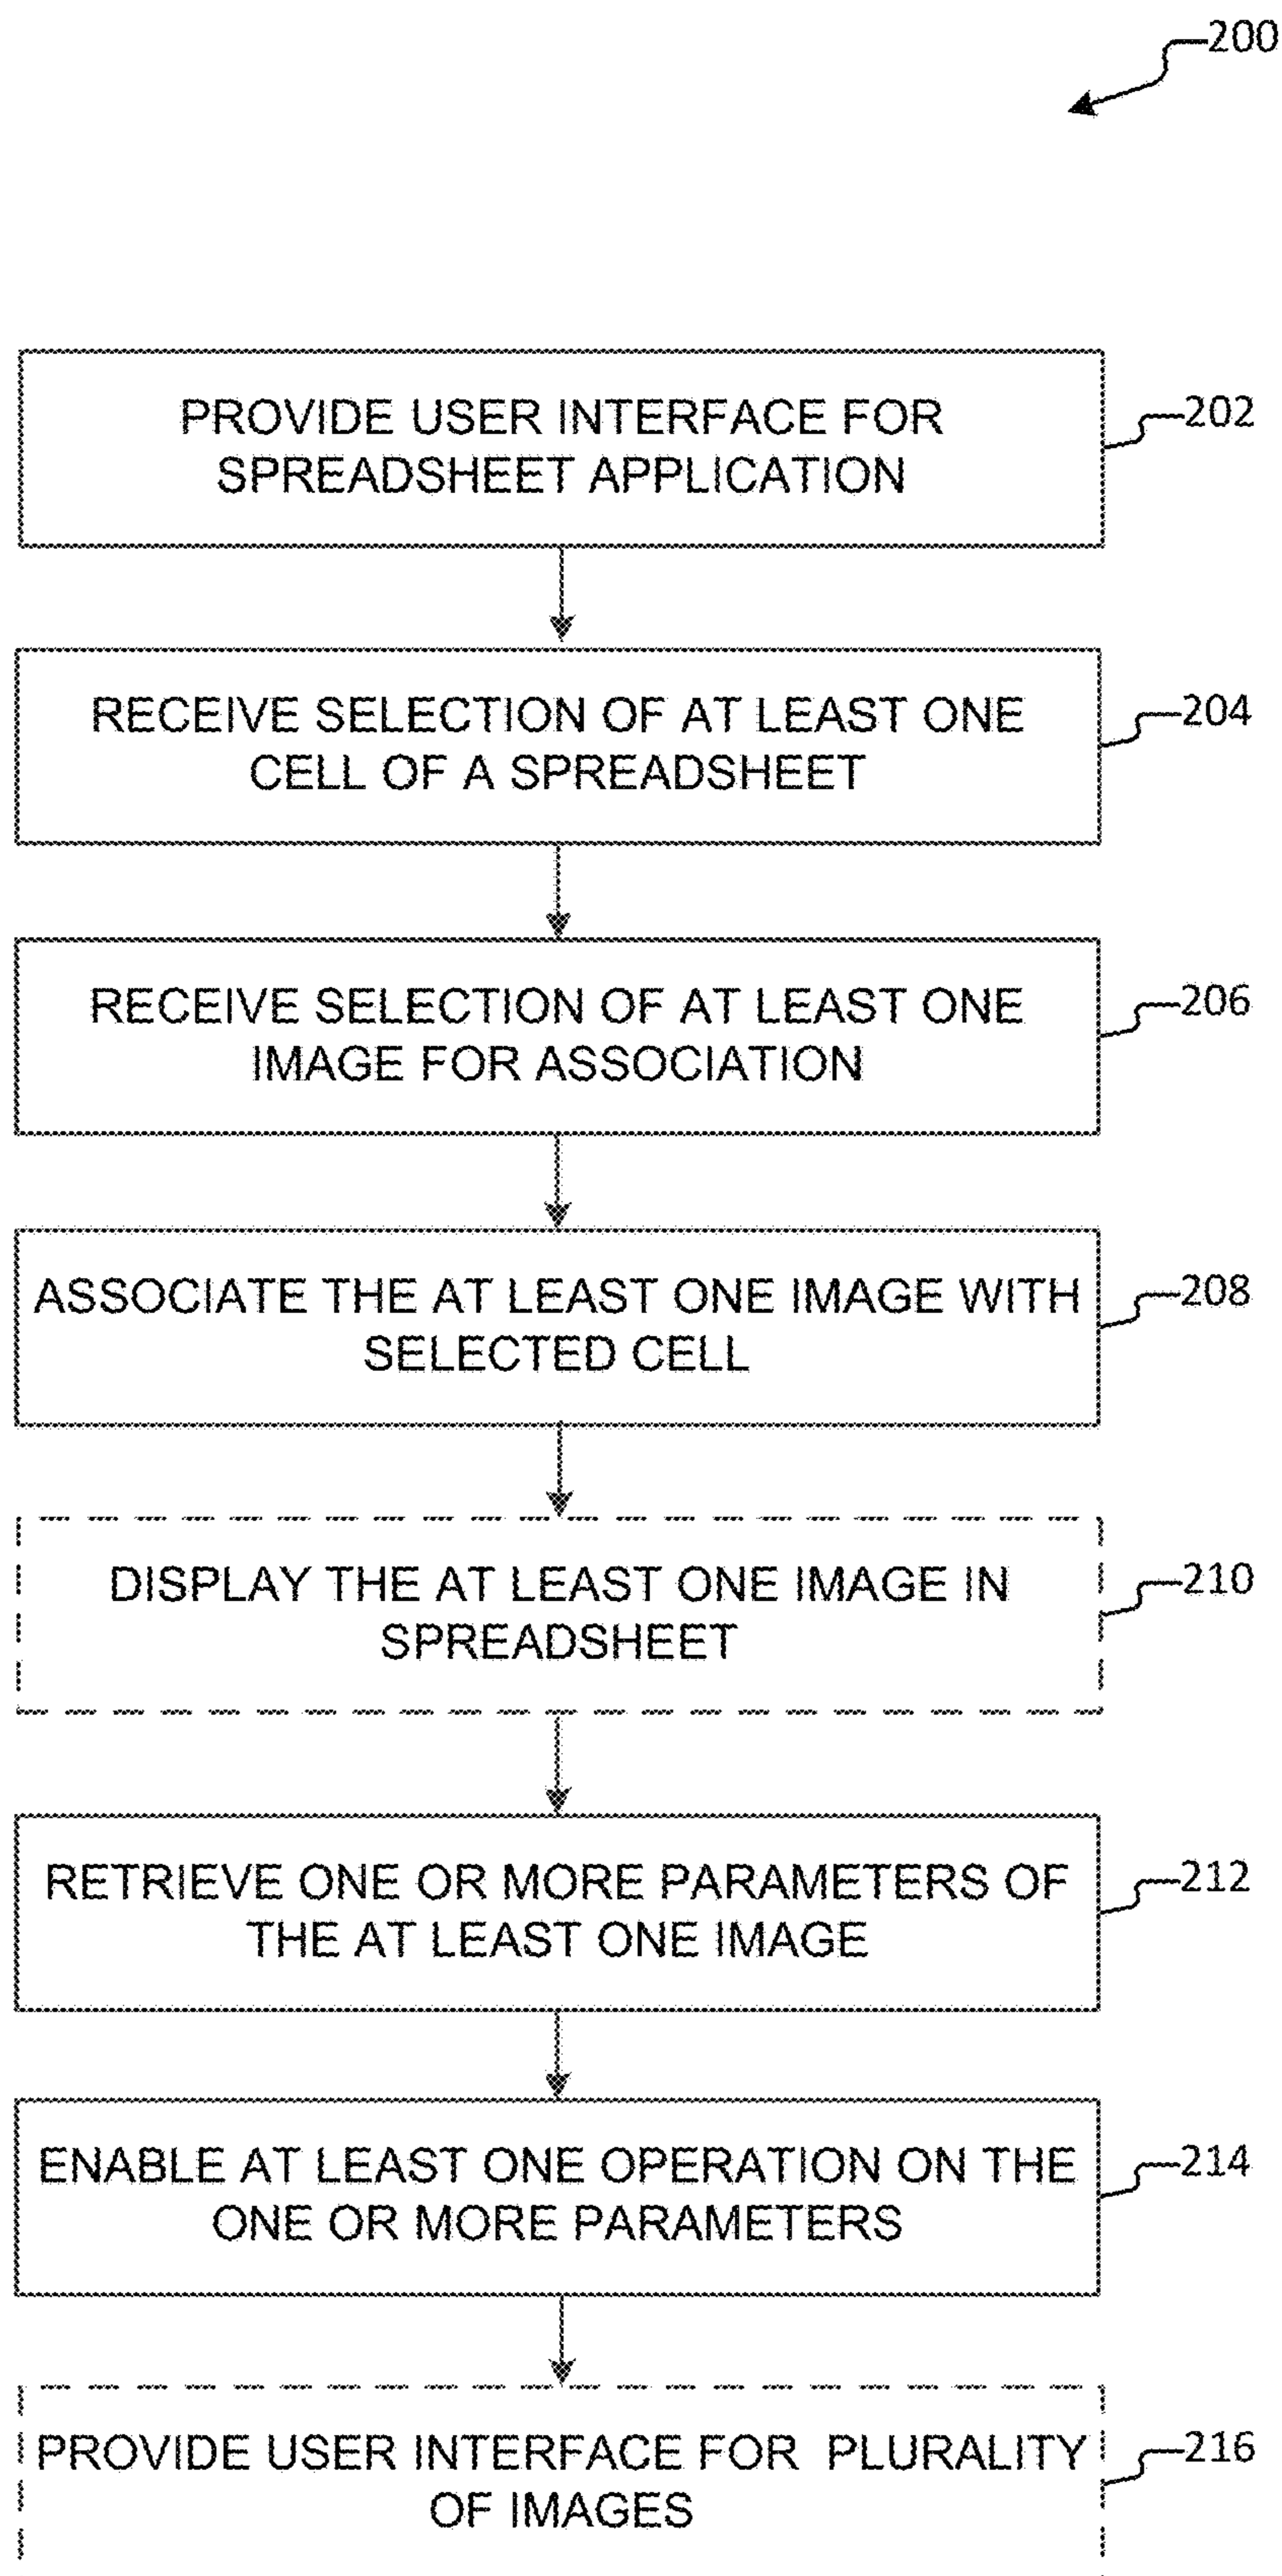 200
PROVIDE USER INTERFACE FOR
SPREADSHEET APPLICATION
202
RECEIVE SELECTION OF AT LEAST ONE
CELL OF A SPREADSHEET
204
RECEIVE SELECTION OF AT LEAST ONE
IMAGE FOR ASSOCIATION
206
ASSOCIATE THE AT LEAST ONE IMAGE WITH
SELECTED CELL
208
DISPLAY THE AT LEAST ONE IMAGE IN
SPREADSHEET
210
RETRIEVE ONE OR MORE PARAMETERS OF
THE AT LEAST ONE IMAGE
212
ENABLE AT LEAST ONE OPERATION ON THE
ONE OR MORE PARAMETERS
214
PROVIDE USER INTERFACE FOR PLURALITY
OF IMAGES
216